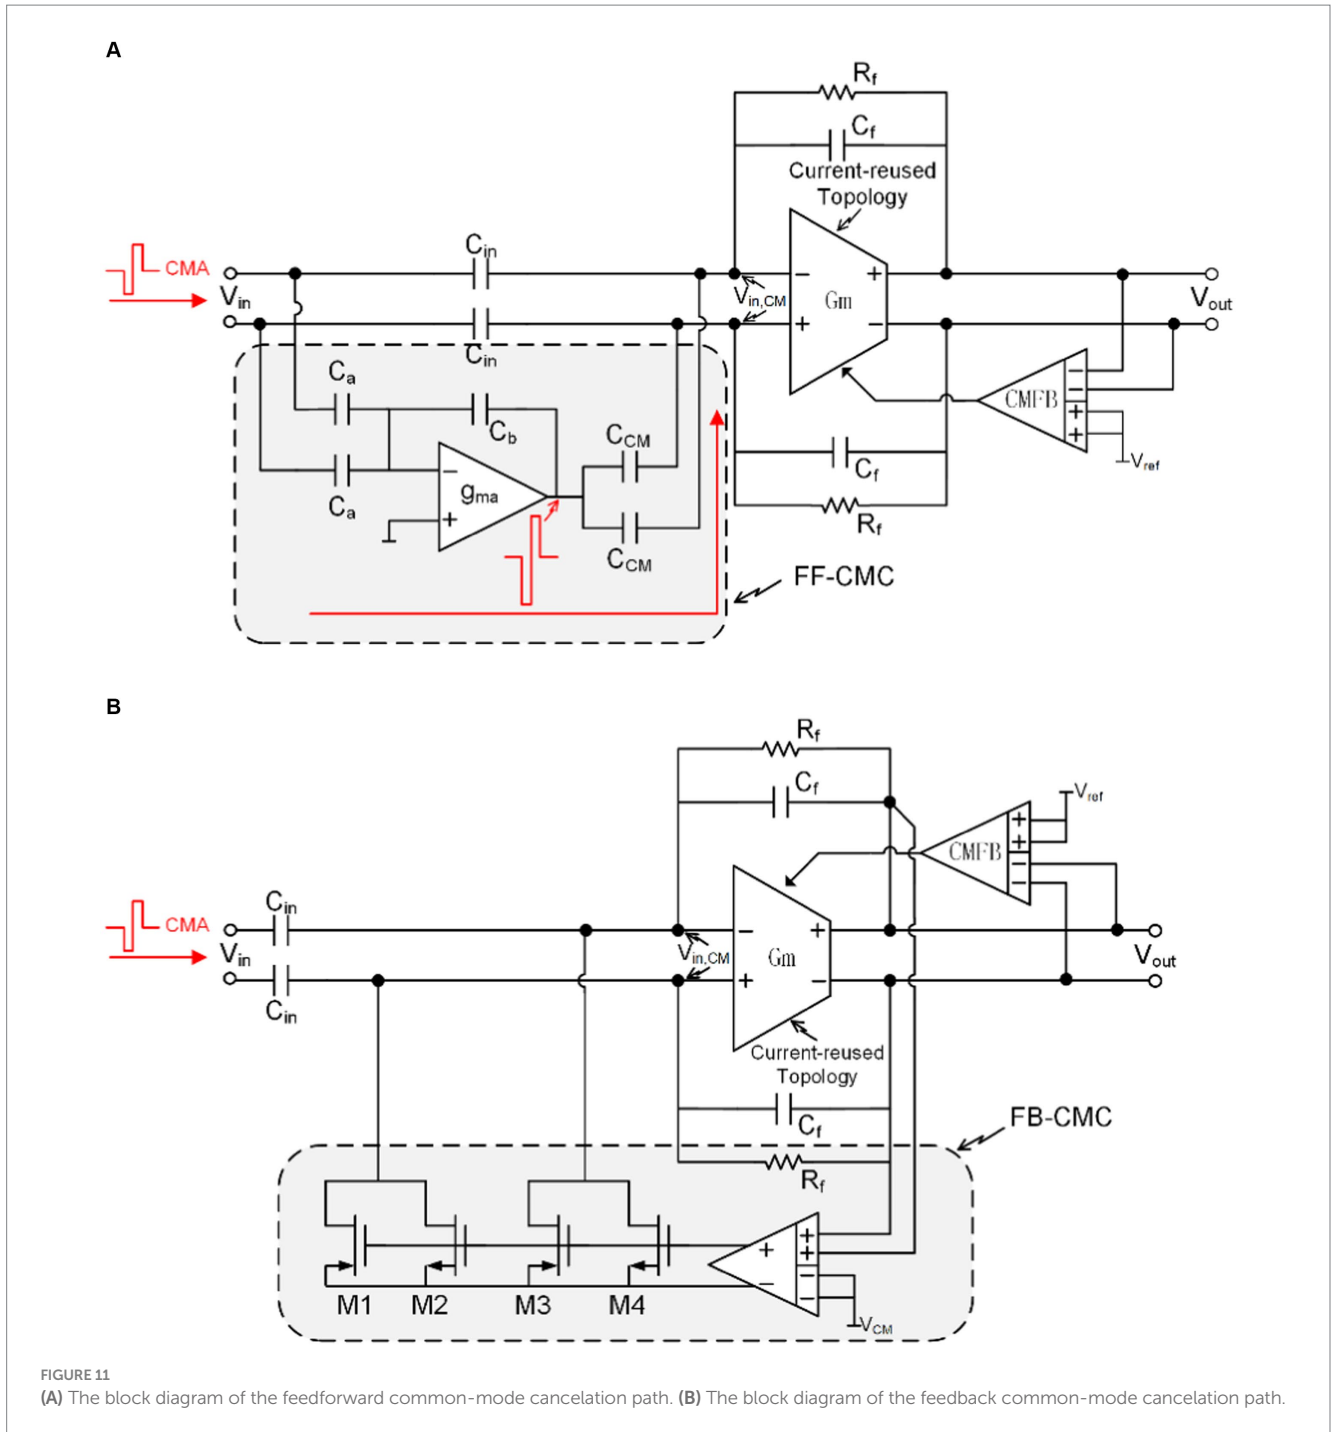 A
Rf
Cf
Current-reused
Topology
Cin
CMA
Vin
Vin,CM
−
+
Gm
+
−
Vout
Cin
Ca
Cb
CCM
CMFB
−
−
+
+
Vref
Ca
gma
−
+
CCM
Cf
Rf
FF-CMC
B
Rf
Cf
Vref
CMFB
+
+
−
−
Cin
CMA
Vin
Vin,CM
−
+
Gm
+
−
Vout
Cin
Current-reused
Topology
Cf
FB-CMC
Rf
+
−
+
+
−
−
M1 M2 M3 M4
VCM
FIGURE 11
(A) The block diagram of the feedforward common-mode cancelation path. (B) The block diagram of the feedback common-mode cancelation path.